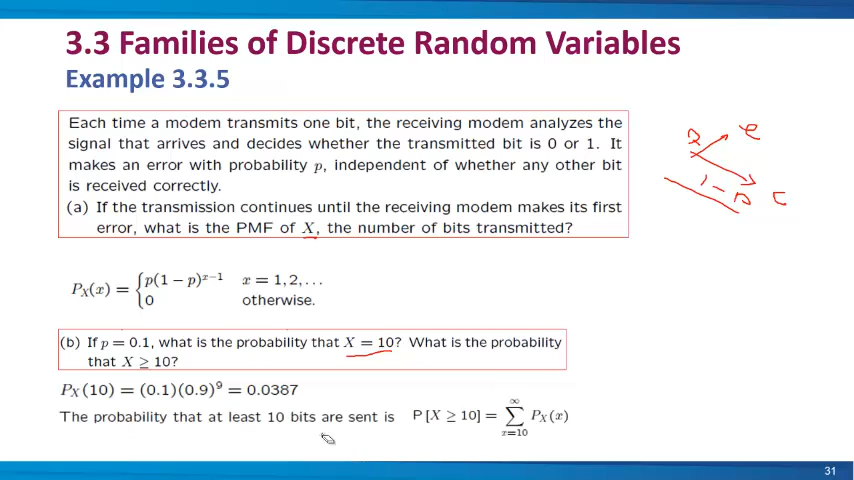 3.3 Families of Discrete Random Variables
Example 3.3.5
Each time a modem transmits one bit, the receiving modem analyzes the
signal that arrives and decides whether the transmitted bit is 0 or 1. It
makes an error with probability p, independent of whether any other bit
is received correctly.
(a) If the transmission continues until the receiving modem makes its first
error, what is the PMF of X, the number of bits transmitted?
e
1-p c
P_X(x) = { p(1 − p)^{x−1} x = 1, 2, . . .
0 otherwise.
(b) If p = 0.1, what is the probability that X = 10? What is the probability
that X ≥ 10?
P_X(10) = (0.1)(0.9)^9 = 0.0387
The probability that at least 10 bits are sent is P[X ≥ 10] = ∑_{x=10}^{∞} P_X(x)
31